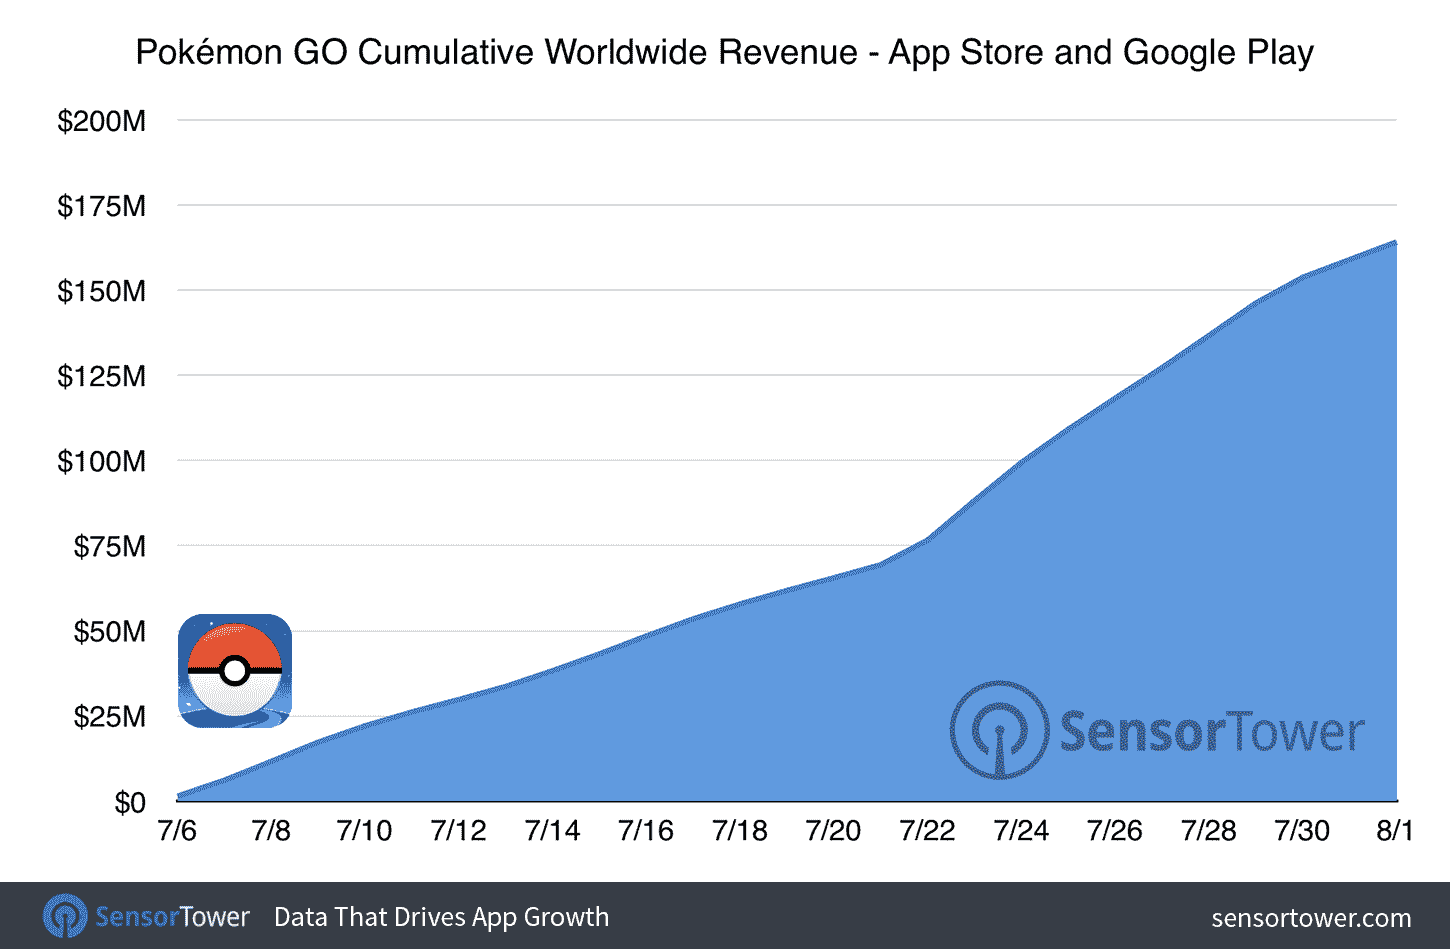 Pokémon GO Cumulative Worldwide Revenue - App Store and Google Play
$200M
$175M
$150M
$125M
$100M
$75M
$50M
$25M
$0
SensorTower
7/6 7/8 7/10 7/12 7/14 7/16 7/18 7/20 7/22 7/24 7/26 7/28 7/30 8/1
SensorTower Data That Drives App Growth sensortower.com